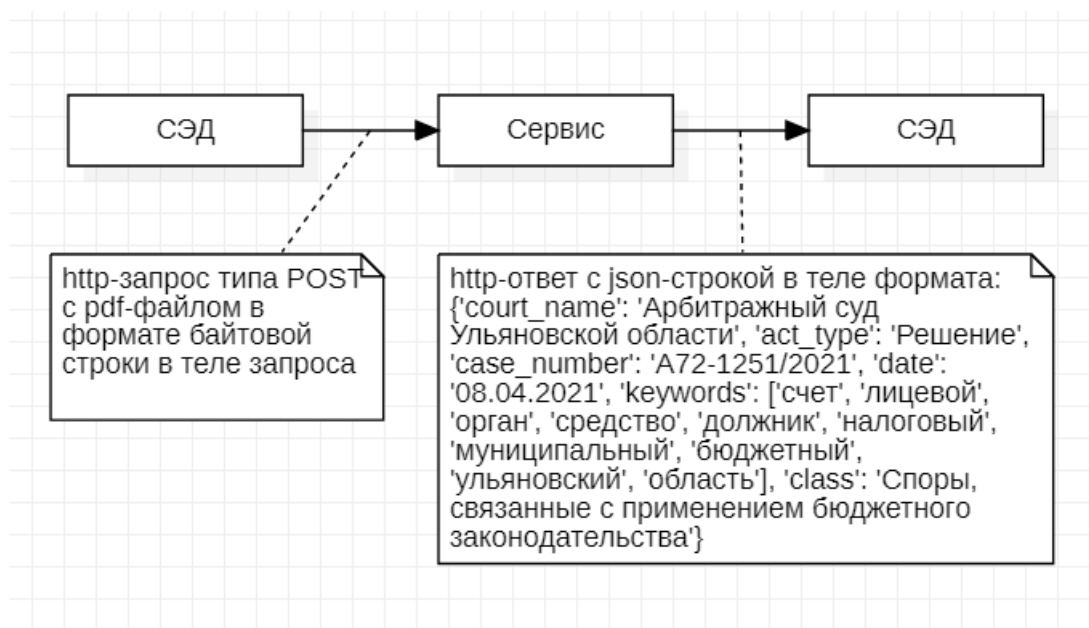 СЭД
Сервис
СЭД
http-запрос типа POST
с pdf-файлом в
формате байтовой
строки в теле запроса
http-ответ с json-строкой в теле формата:
{'court_name': 'Арбитражный суд
Ульяновской области', 'act_type': 'Решение',
'case_number': 'А72-1251/2021', 'date':
'08.04.2021', 'keywords': ['счет', 'лицевой',
'орган', 'средство', 'должник', 'налоговый',
'муниципальный', 'бюджетный',
'ульяновский', 'область'], 'class': 'Споры,
связанные с применением бюджетного
законодательства'}